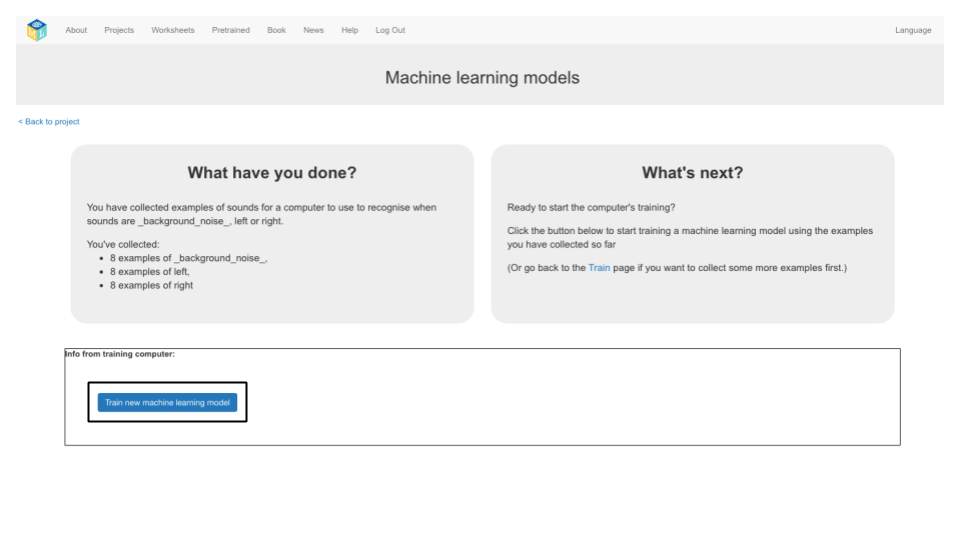 About Projects Worksheets Pretrained Book News Help Log Out Language
Machine learning models
< Back to project
What have you done?
You have collected examples of sounds for a computer to use to recognise when
sounds are _background_noise_, left or right.
You've collected:
• 8 examples of _background_noise_,
• 8 examples of left,
• 8 examples of right
What's next?
Ready to start the computer's training?
Click the button below to start training a machine learning model using the examples
you have collected so far
(Or go back to the Train page if you want to collect some more examples first.)
Info from training computer:
Train new machine learning model